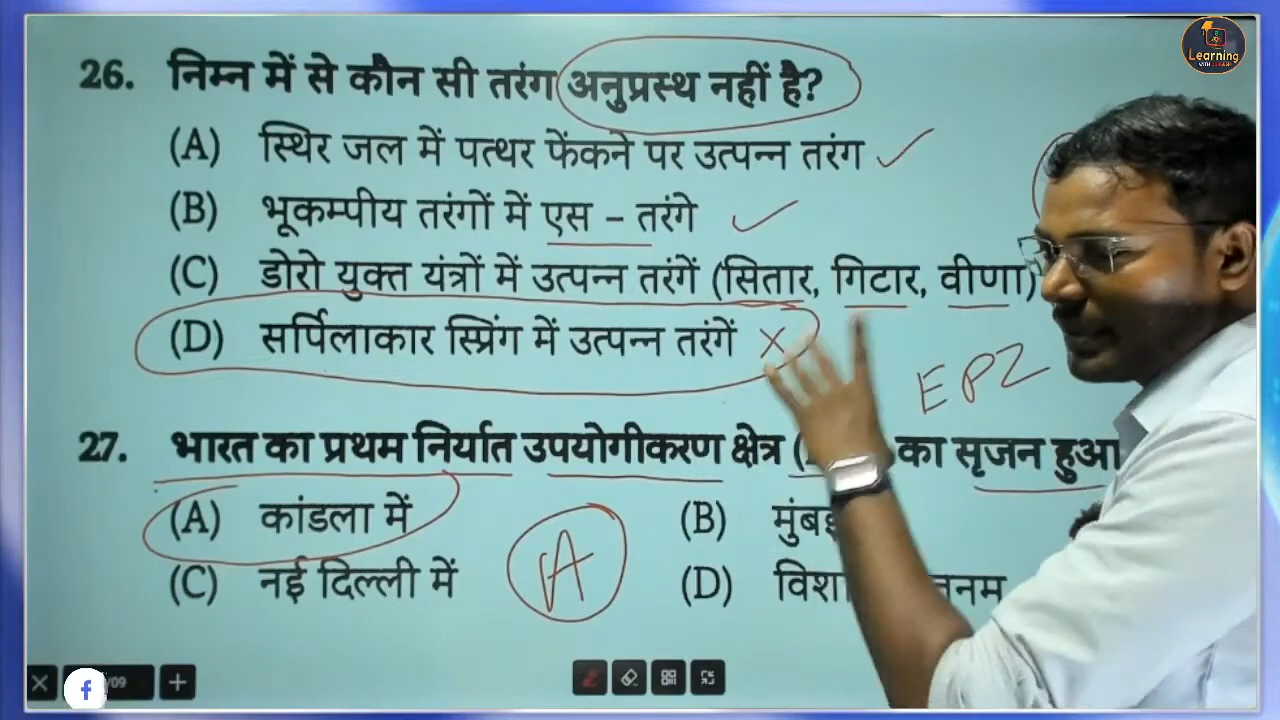 Learning
26. निम्न में से कौन सी तरंग अनुप्रस्थ नहीं है?
(A) स्थिर जल में पत्थर फेंकने पर उत्पन्न तरंग
(B) भूकम्पीय तरंगों में एस – तरंगे
(C) डोरो युक्त यंत्रों में उत्पन्न तरंगें (सितार, गिटार, वीणा)
(D) सर्पिलाकार स्प्रिंग में उत्पन्न तरंगें
EPZ
27. भारत का प्रथम निर्यात उपयोगीकरण क्षेत्र का सृजन हुआ
(A) कांडला में (B)
A
(C) नई दिल्ली में (D)
/09
f